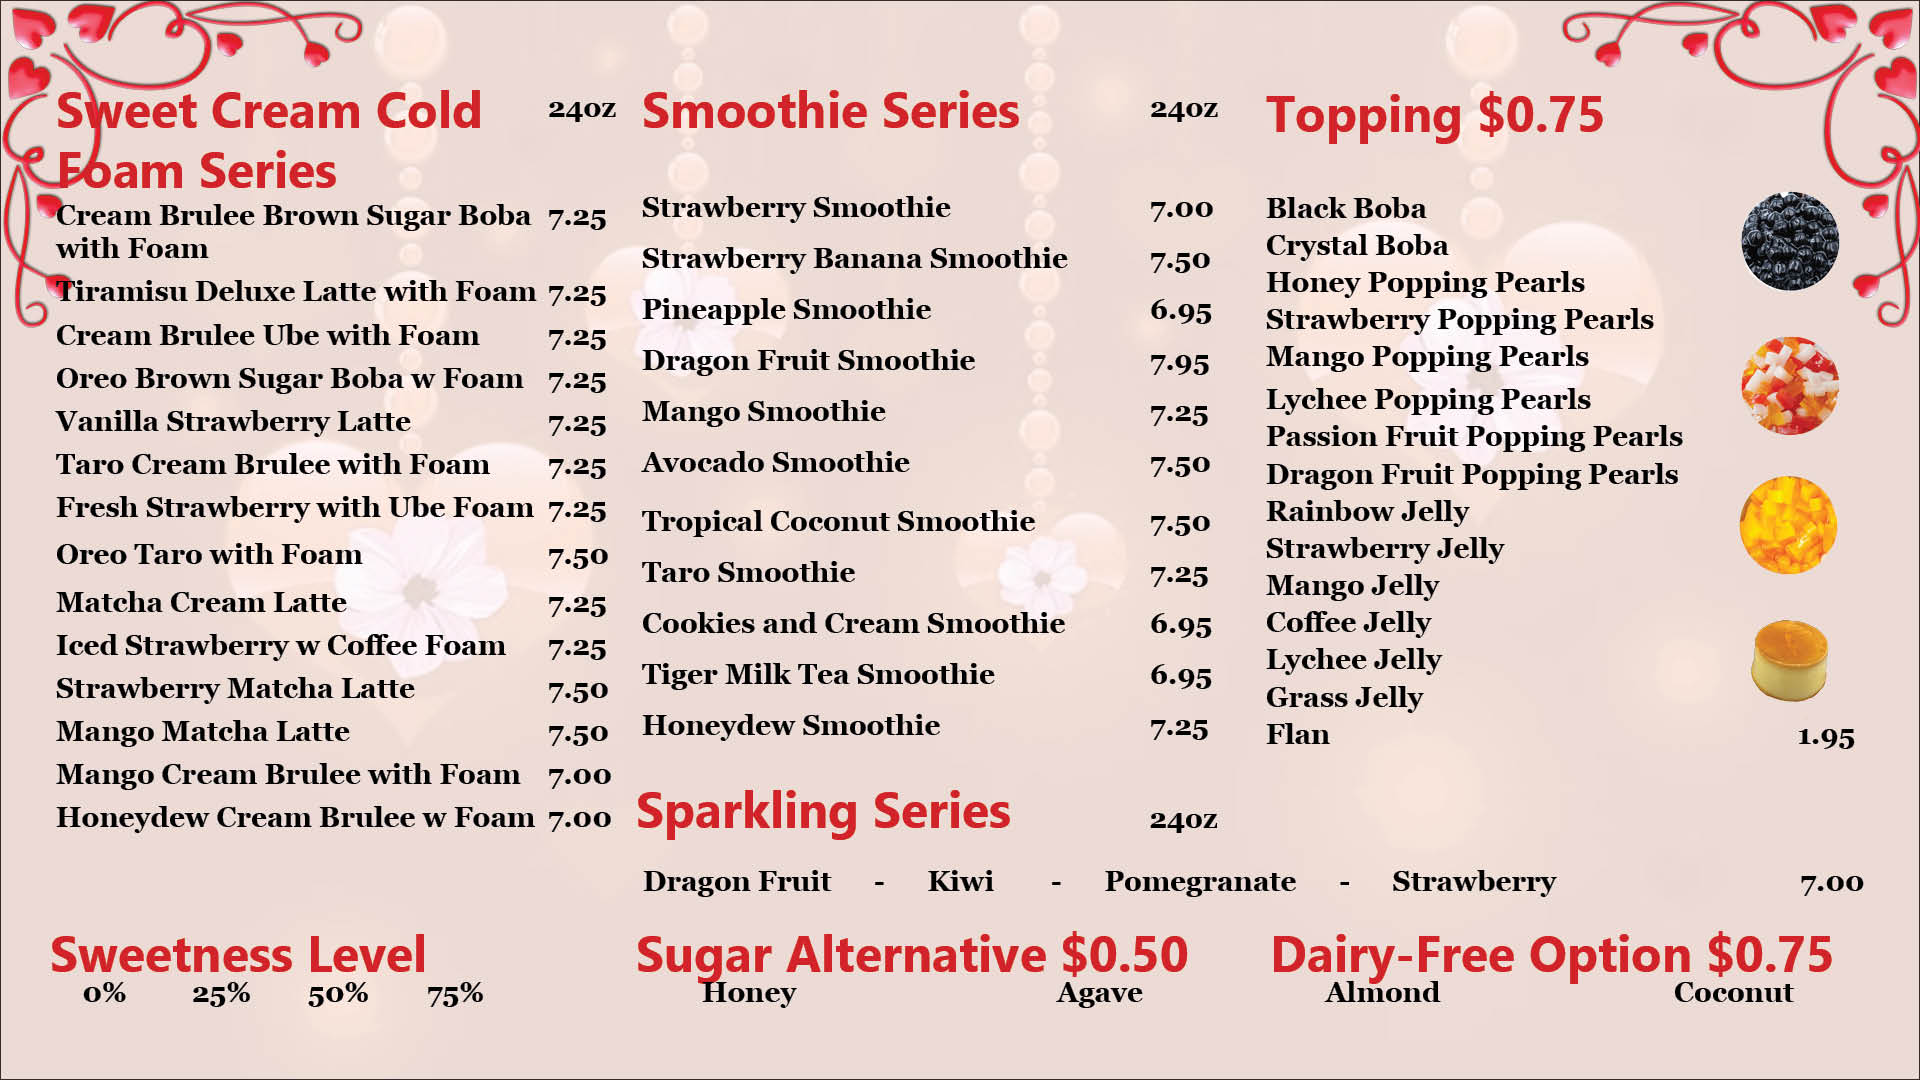 Sweet Cream Cold
Foam Series
24oz
Cream Brulee Brown Sugar Boba 7.25
with Foam
Tiramisu Deluxe Latte with Foam 7.25
Cream Brulee Ube with Foam 7.25
Oreo Brown Sugar Boba w Foam 7.25
Vanilla Strawberry Latte 7.25
Taro Cream Brulee with Foam 7.25
Fresh Strawberry with Ube Foam 7.25
Oreo Taro with Foam 7.50
Matcha Cream Latte 7.25
Iced Strawberry w Coffee Foam 7.25
Strawberry Matcha Latte 7.50
Mango Matcha Latte 7.50
Mango Cream Brulee with Foam 7.00
Honeydew Cream Brulee w Foam 7.00
Smoothie Series 24oz
Strawberry Smoothie 7.00
Strawberry Banana Smoothie 7.50
Pineapple Smoothie 6.95
Dragon Fruit Smoothie 7.95
Mango Smoothie 7.25
Avocado Smoothie 7.50
Tropical Coconut Smoothie 7.50
Taro Smoothie 7.25
Cookies and Cream Smoothie 6.95
Tiger Milk Tea Smoothie 6.95
Honeydew Smoothie 7.25
Topping $0.75
Black Boba
Crystal Boba
Honey Popping Pearls
Strawberry Popping Pearls
Mango Popping Pearls
Lychee Popping Pearls
Passion Fruit Popping Pearls
Dragon Fruit Popping Pearls
Rainbow Jelly
Strawberry Jelly
Mango Jelly
Coffee Jelly
Lychee Jelly
Grass Jelly
Flan 1.95
Sparkling Series 24oz
Dragon Fruit - Kiwi - Pomegranate - Strawberry 7.00
Sweetness Level
0% 25% 50% 75%
Sugar Alternative $0.50
Honey Agave
Dairy-Free Option $0.75
Almond Coconut